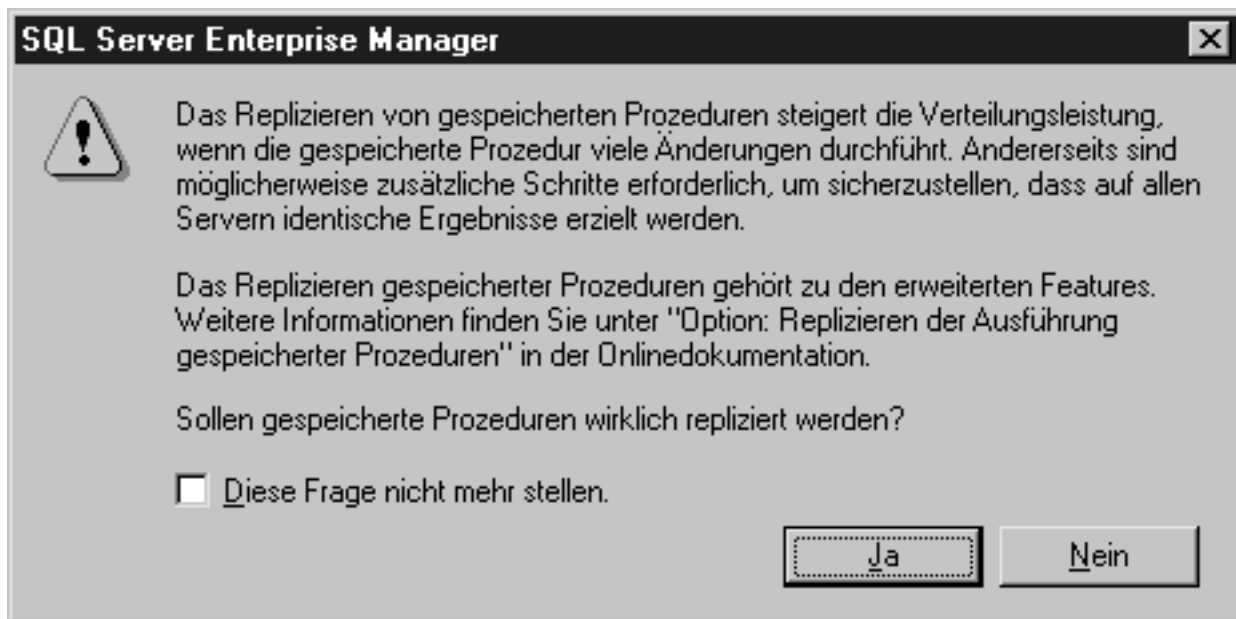 SQL Server Enterprise Manager
Das Replizieren von gespeicherten Prozeduren steigert die Verteilungsleistung,
wenn die gespeicherte Prozedur viele Änderungen durchführt. Andererseits sind
möglicherweise zusätzliche Schritte erforderlich, um sicherzustellen, dass auf allen
Servern identische Ergebnisse erzielt werden.
Das Replizieren gespeicherter Prozeduren gehört zu den erweiterten Features.
Weitere Informationen finden Sie unter "Option: Replizieren der Ausführung
gespeicherter Prozeduren" in der Onlinedokumentation.
Sollen gespeicherte Prozeduren wirklich repliziert werden?
Diese Frage nicht mehr stellen.
Ja
Nein